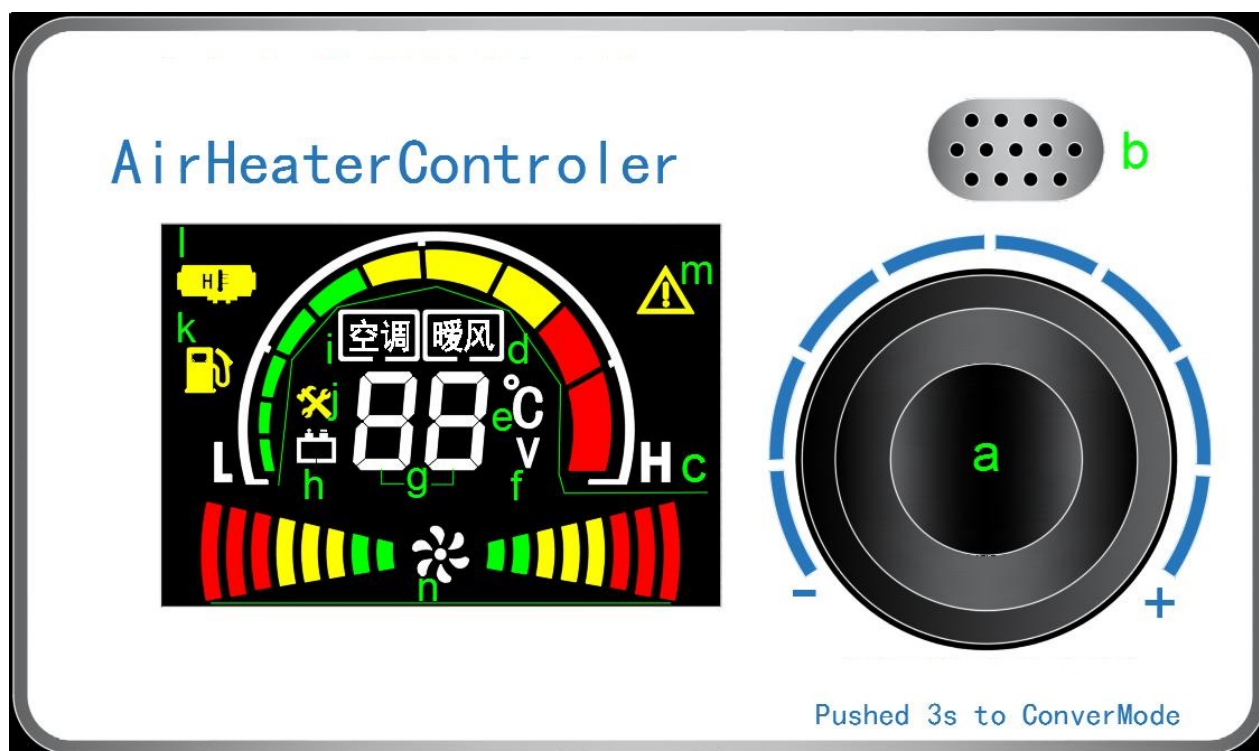 AirHeaterControler
b
l
H
m
k
i
空调
暖风
d
j
88
℃
e
V
L
h
g
f
H
c
a
n
-
+
Pushed 3s to ConverMode